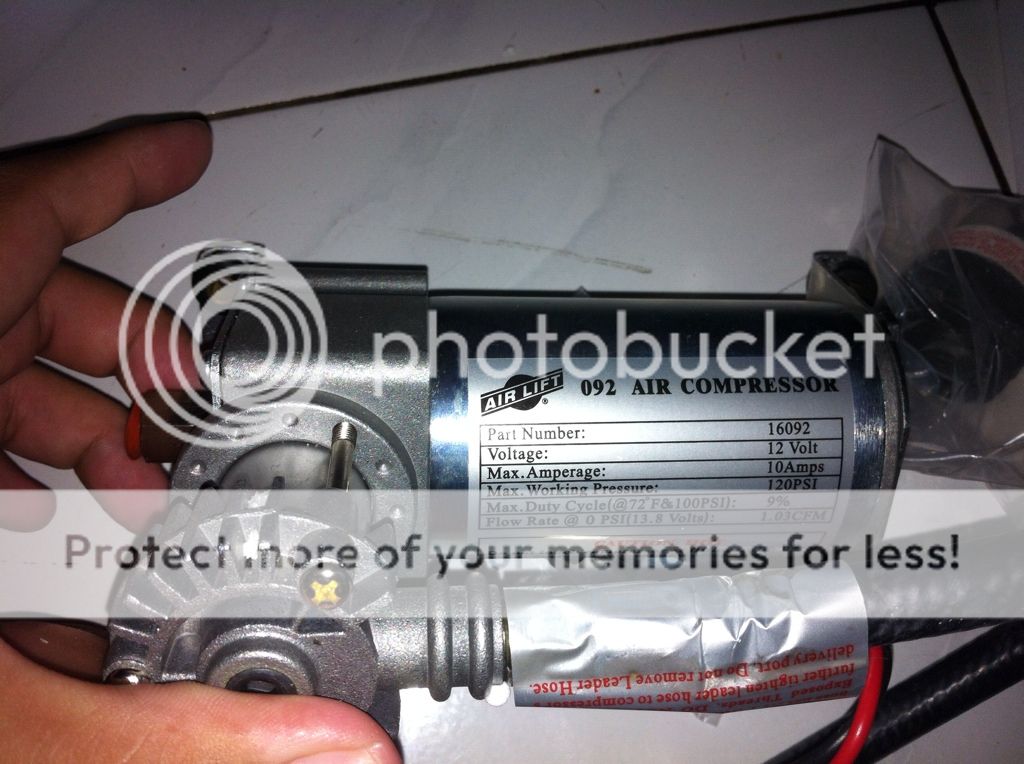 photobucket
AIR LIFT ®
092 AIR COMPRESSOR
Part Number: 16092
Voltage: 12 Volt
Max. Amperage: 10Amps
Max. Working Pressure: 120PSI
Max. Duty Cycle(@72°F&100PSI): 9%
Flow Rate @ 0 PSI(13.8 Volts): 1.03CFM
Protect more of your memories for less!
Exposed Threads.
further tighten leader hose to compressor's
delivery port. Do not remove Leader Hose.